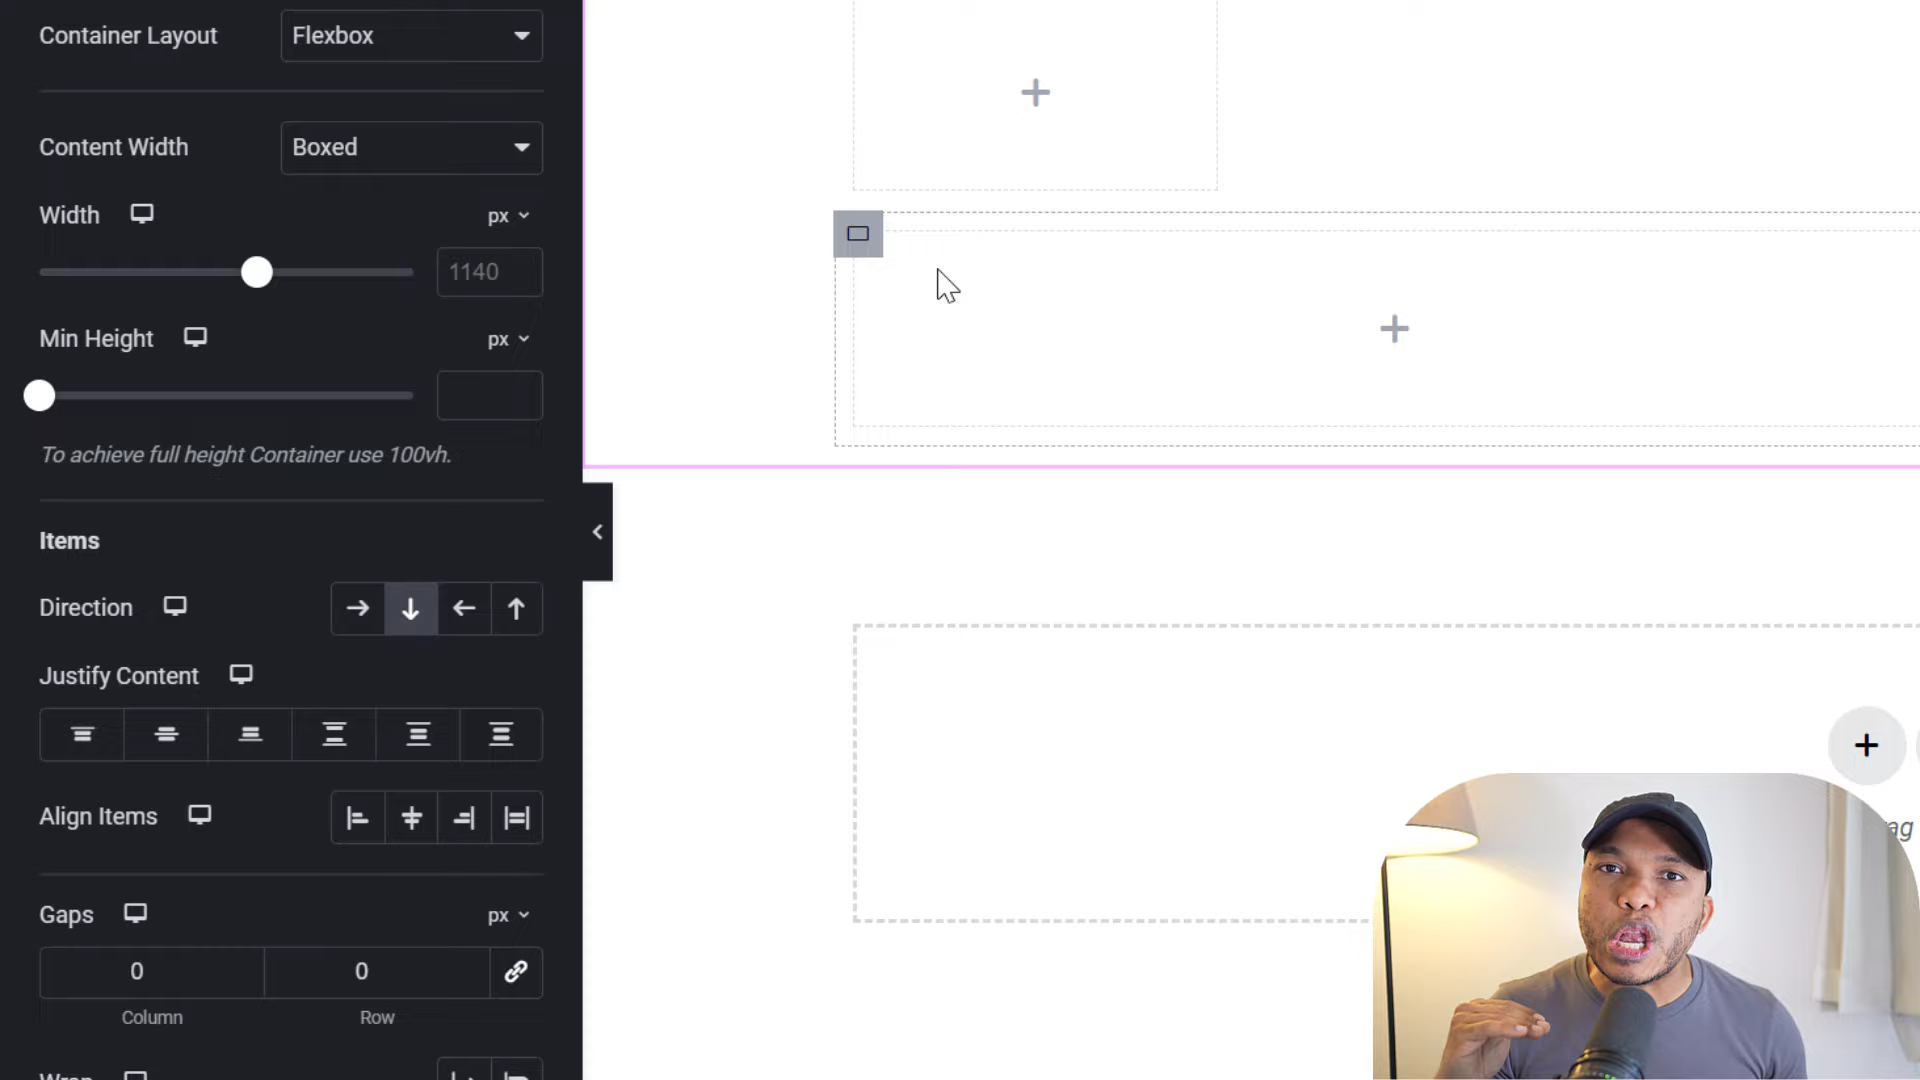 Container Layout Flexbox
Content Width Boxed
Width px
1140
Min Height px
To achieve full height Container use 100vh.
Items
Direction
Justify Content
Align Items
Gaps px
0 0
Column Row